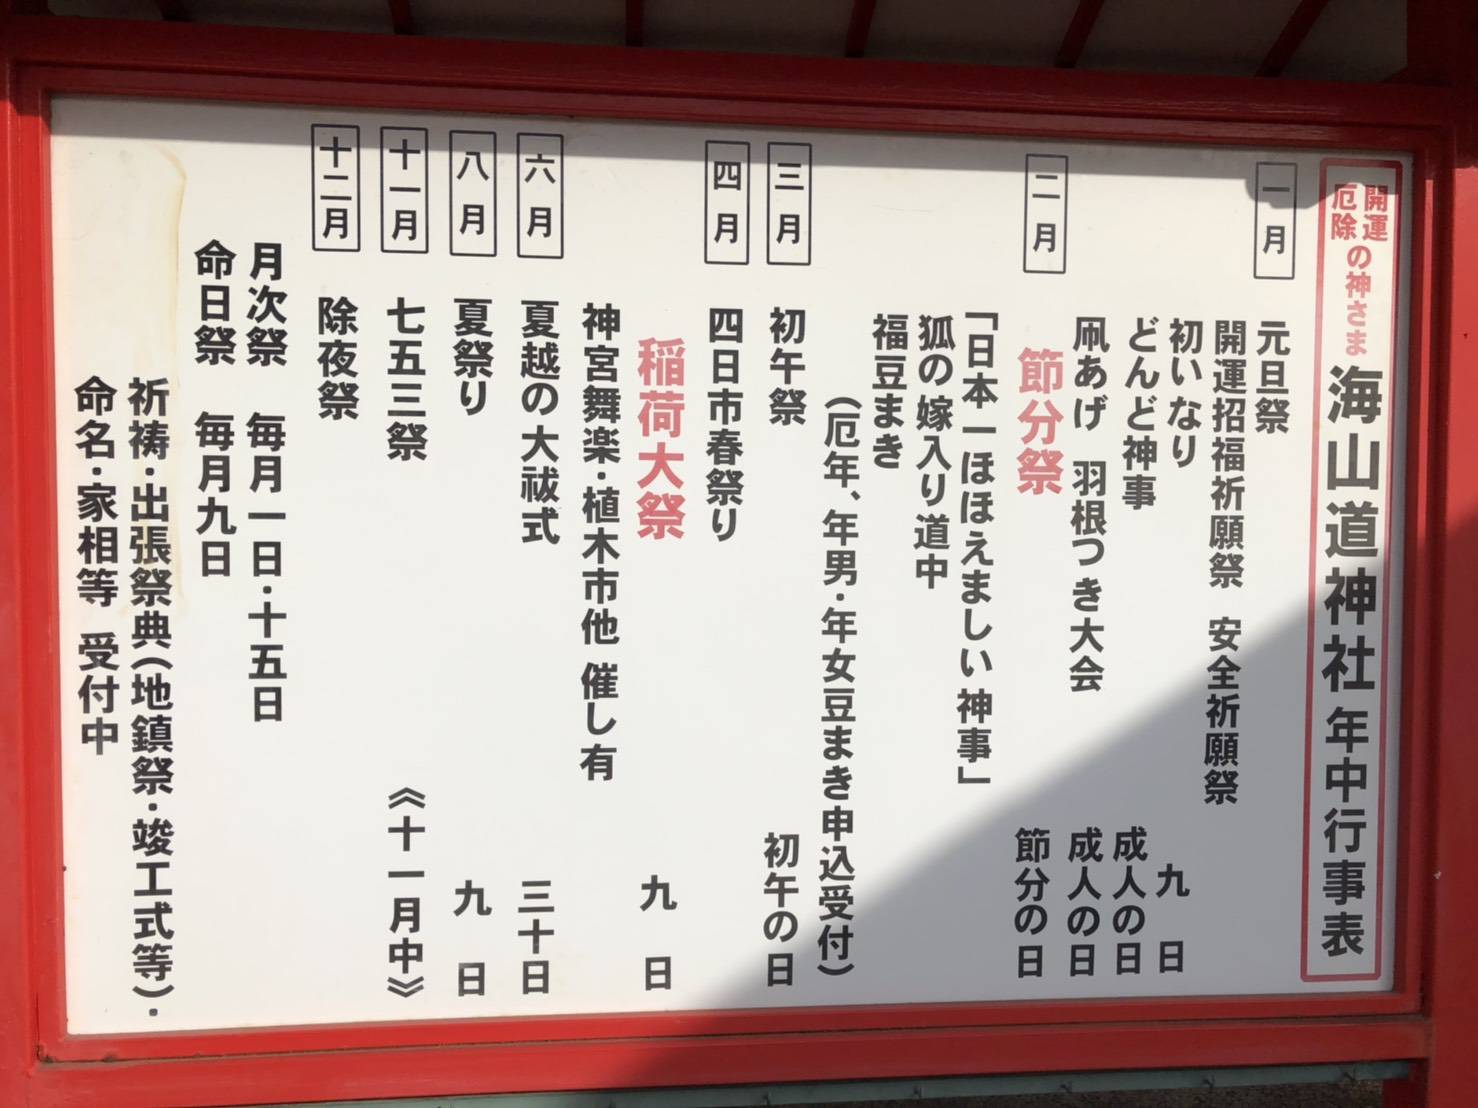 開運厄除の神さま 海山道神社 年中行事表
一月 元旦祭
開運招福祈願祭 安全祈願祭
初いなり 九日
どんど神事 成人の日
凧あげ 羽根つき大会 成人の日
二月 節分祭 節分の日
「日本一ほほえましい神事」
狐の嫁入り道中
福豆まき
(厄年、年男・年女豆まき申込受付)
三月 初午祭 初午の日
四月 四日市春祭り
稲荷大祭 九日
神宮舞楽・植木市他 催し有
六月 夏越の大祓式 三十日
八月 夏祭り 九日
十一月 七五三祭 《十一月中》
十二月 除夜祭
月次祭 毎月一日・十五日
命日祭 毎月九日
祈祷・出張祭典(地鎮祭・竣工式等)・
命名・家相等 受付中